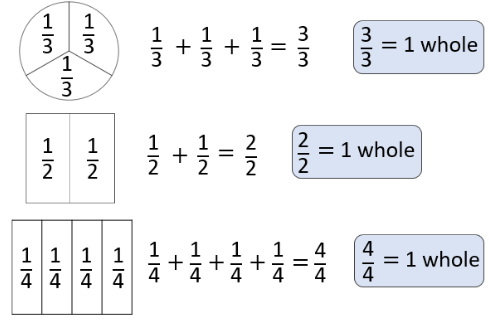 1/3 1/3 1/3
1/3 + 1/3 + 1/3 = 3/3
3/3 = 1 whole
1/2 1/2
1/2 + 1/2 = 2/2
2/2 = 1 whole
1/4 1/4 1/4 1/4
1/4 + 1/4 + 1/4 + 1/4 = 4/4
4/4 = 1 whole